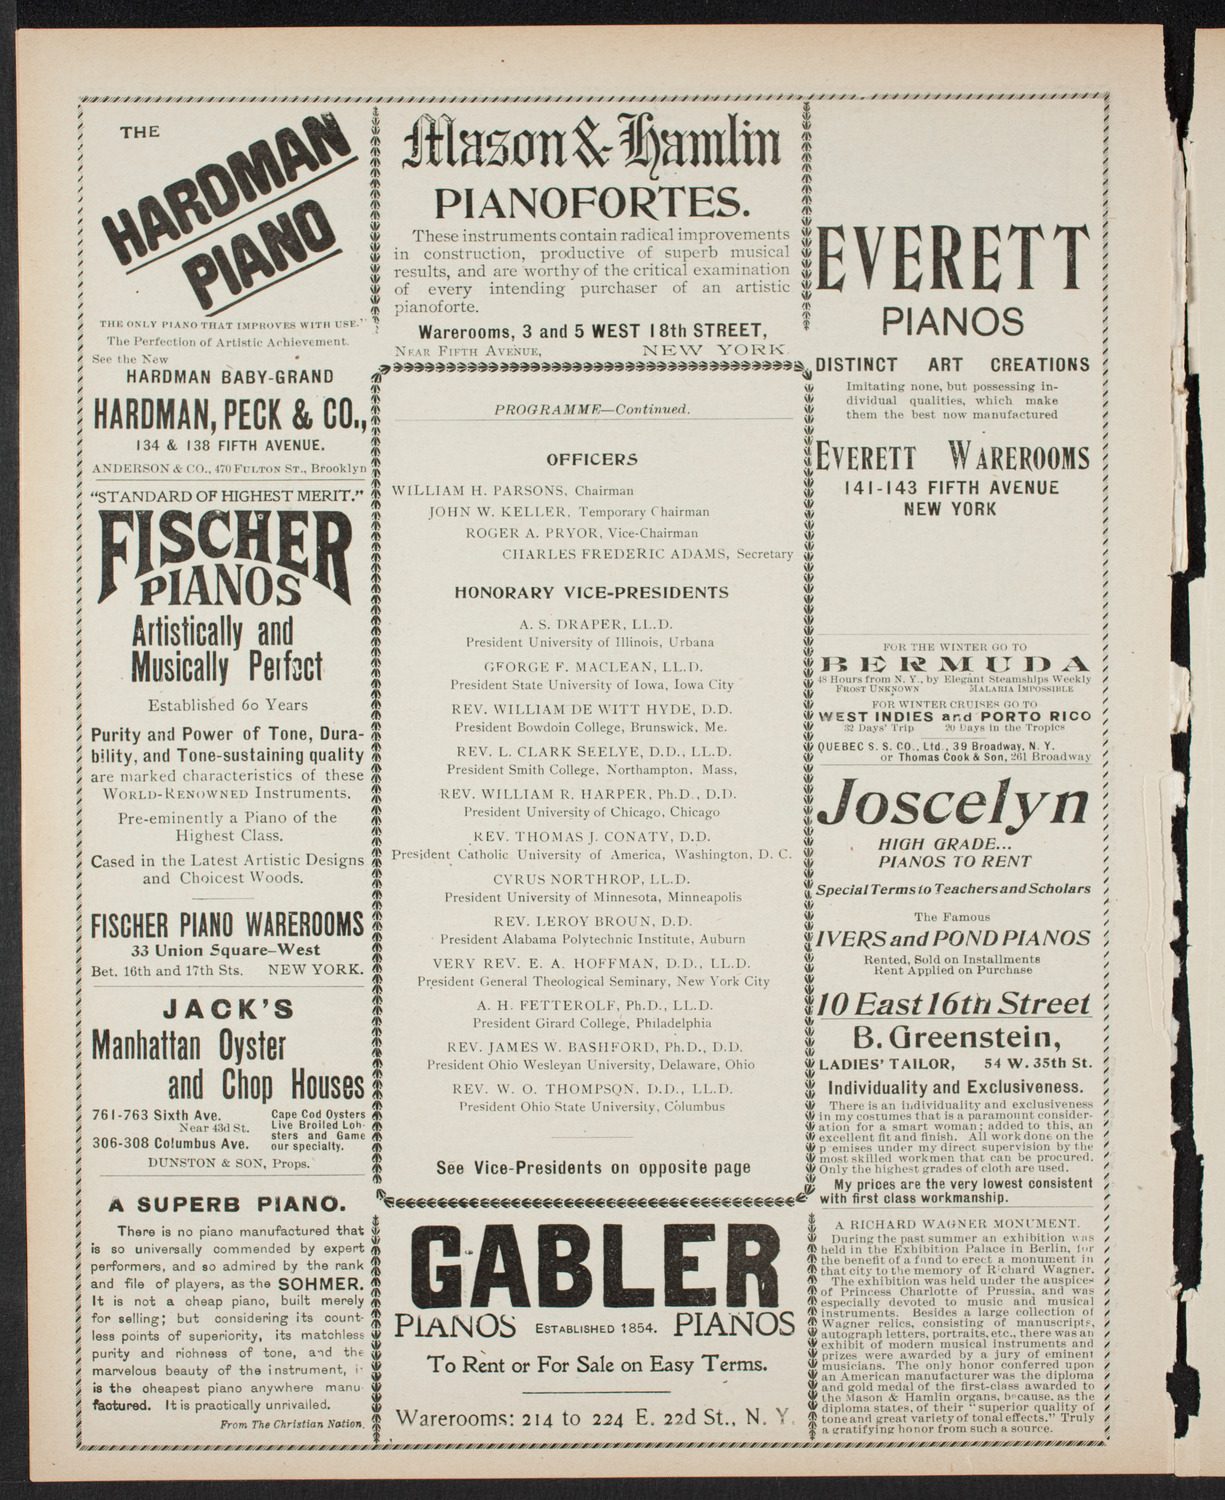 THE
HARDMAN
PIANO
THE ONLY PIANO THAT IMPROVES WITH USE."
The Perfection of Artistic Achievement.
See the New
HARDMAN BABY-GRAND
HARDMAN, PECK & CO.,
134 & 138 FIFTH AVENUE.
ANDERSON & CO., 470 FULTON ST., Brooklyn
"STANDARD OF HIGHEST MERIT."
FISCHER
PIANOS
Artistically and
Musically Perfect
Established 60 Years
Purity and Power of Tone, Dura-
bility, and Tone-sustaining quality
are marked characteristics of these
WORLD-RENOWNED Instruments.
Pre-eminently a Piano of the
Highest Class.
Cased in the Latest Artistic Designs
and Choicest Woods.
FISCHER PIANO WAREROOMS
33 Union Square—West
Bet. 16th and 17th Sts. NEW YORK.
JACK'S
Manhattan Oyster
and Chop Houses
761-763 Sixth Ave.
Near 43d St.
306-308 Columbus Ave.
Cape Cod Oysters
Live Broiled Lob-
sters and Game
our specialty.
DUNSTON & SON, Props.
A SUPERB PIANO.
There is no piano manufactured that
is so universally commended by expert
performers, and so admired by the rank
and file of players, as the SOHMER.
It is not a cheap piano, built merely
for selling; but considering its count-
less points of superiority, its matchless
purity and richness of tone, and the
marvelous beauty of the instrument, i
is the cheapest piano anywhere manu-
factured. It is practically unrivalled.
From The Christian Nation.
Mason & Hamlin
PIANOFORTES.
These instruments contain radical improvements
in construction, productive of superb musical
results, and are worthy of the critical examination
of every intending purchaser of an artistic
pianoforte.
Warerooms, 3 and 5 WEST 18th STREET,
NEAR FIFTH AVENUE, NEW YORK.
PROGRAMME—Continued.
OFFICERS
WILLIAM H. PARSONS, Chairman
JOHN W. KELLER, Temporary Chairman
ROGER A. PRYOR, Vice-Chairman
CHARLES FREDERIC ADAMS, Secretary
HONORARY VICE-PRESIDENTS
A. S. DRAPER, LL.D.
President University of Illinois, Urbana
GEORGE F. MACLEAN, LL.D.
President State University of Iowa, Iowa City
REV. WILLIAM DE WITT HYDE, D.D.
President Bowdoin College, Brunswick, Me.
REV. L. CLARK SEELYE, D.D., LL.D.
President Smith College, Northampton, Mass,
REV. WILLIAM R. HARPER, Ph.D., D.D.
President University of Chicago, Chicago
REV. THOMAS J. CONATY, D.D.
President Catholic University of America, Washington, D. C.
CYRUS NORTHROP, LL.D.
President University of Minnesota, Minneapolis
REV. LEROY BROUN, D.D.
President Alabama Polytechnic Institute, Auburn
VERY REV. E. A. HOFFMAN, D.D., LL.D.
President General Theological Seminary, New York City
A. H. FETTEROLF, Ph.D., LL.D.
President Girard College, Philadelphia
REV. JAMES W. BASHFORD, Ph.D., D.D.
President Ohio Wesleyan University, Delaware, Ohio
REV. W. O. THOMPSON, D.D., LL.D.
President Ohio State University, Columbus
See Vice-Presidents on opposite page
GABLER
PIANOS ESTABLISHED 1854. PIANOS
To Rent or For Sale on Easy Terms.
Warerooms: 214 to 224 E. 22d St., N. Y.
EVERETT
PIANOS
DISTINCT ART CREATIONS
Imitating none, but possessing in-
dividual qualities, which make
them the best now manufactured
EVERETT WAREROOMS
141-143 FIFTH AVENUE
NEW YORK
FOR THE WINTER GO TO
BERMUDA
48 Hours from N. Y., by Elegant Steamships Weekly
FROST UNKNOWN MALARIA IMPOSSIBLE
FOR WINTER CRUISES GO TO
WEST INDIES and PORTO RICO
32 Days' Trip 20 Days in the Tropics
QUEBEC S. S. CO., Ltd., 39 Broadway, N. Y.
or Thomas Cook & Son, 261 Broadway
Joscelyn
HIGH GRADE...
PIANOS TO RENT
Special Terms to Teachers and Scholars
The Famous
IVERS and POND PIANOS
Rented, Sold on Installments
Rent Applied on Purchase
10 East 16th Street
B. Greenstein,
LADIES' TAILOR, 54 W. 35th St.
Individuality and Exclusiveness.
There is an individuality and exclusiveness
in my costumes that is a paramount consider-
ation for a smart woman; added to this, an
excellent fit and finish. All work done on the
p emises under my direct supervision by the
most skilled workmen that can be procured.
Only the highest grades of cloth are used.
My prices are the very lowest consistent
with first class workmanship.
A RICHARD WAGNER MONUMENT.
During the past summer an exhibition was
held in the Exhibition Palace in Berlin, for
the benefit of a fund to erect a monument in
that city to the memory of Richard Wagner.
The exhibition was held under the auspices
of Princess Charlotte of Prussia, and was
especially devoted to music and musical
instruments. Besides a large collection of
Wagner relics, consisting of manuscripts,
autograph letters, portraits, etc., there was an
exhibit of modern musical instruments and
prizes were awarded by a jury of eminent
musicians. The only honor conferred upon
an American manufacturer was the diploma
and gold medal of the first-class awarded to
the Mason & Hamlin organs, because, as the
diploma states, of their "superior quality of
tone and great variety of tonal effects." Truly
a gratifying honor from such a source.